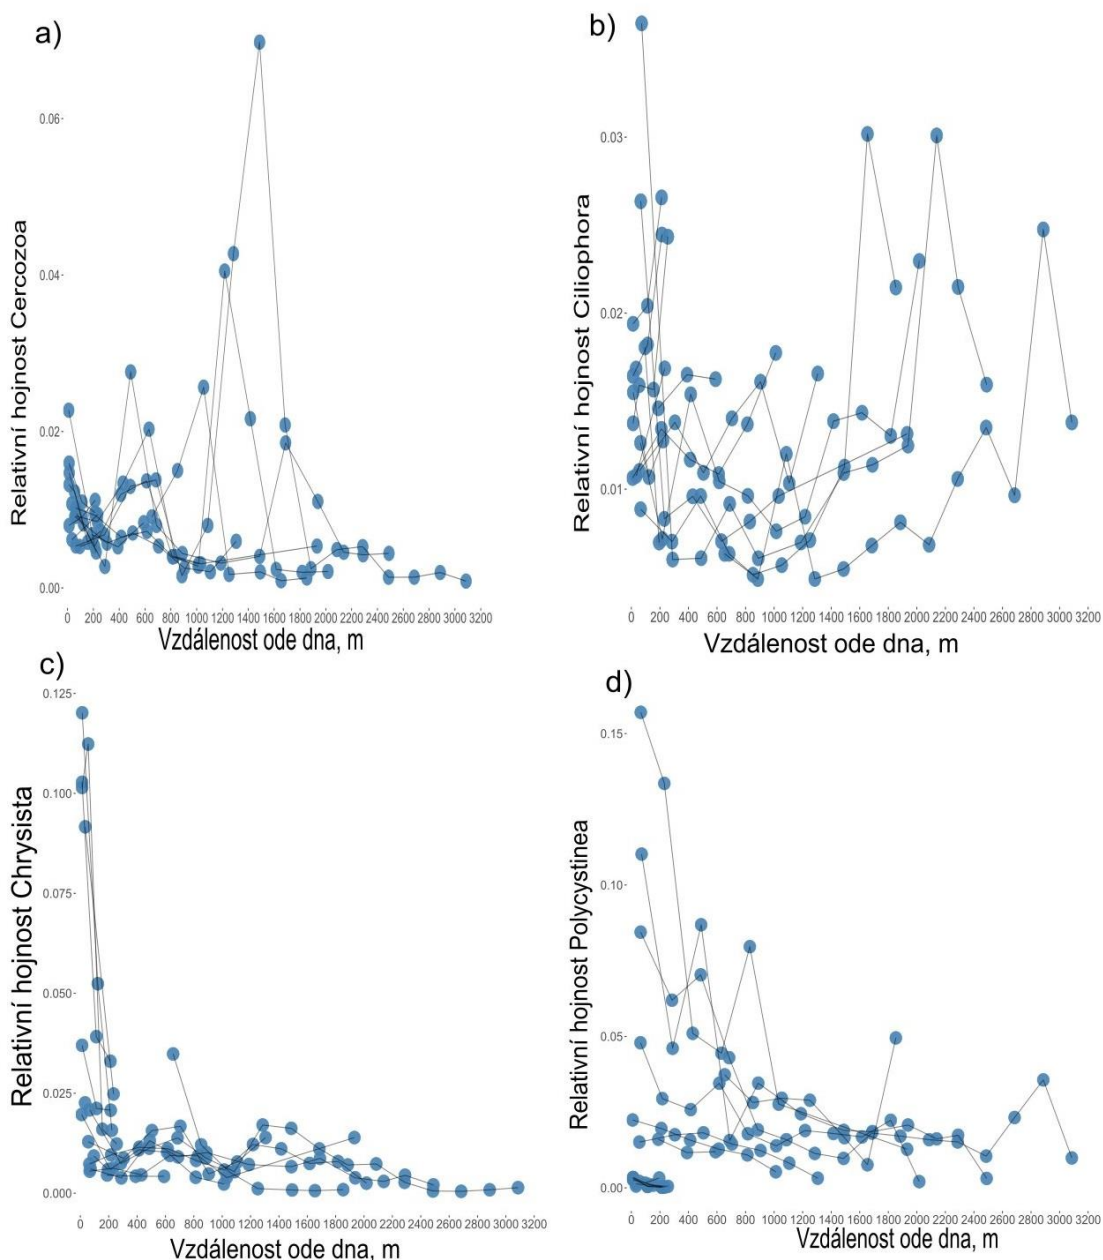 a)
Relativní hojnost Cercozoa
0.06
0.04
0.02
0.00
0 200 400 600 800 1000 1200 1400 1600 1800 2000 2200 2400 2600 2800 3000 3200
Vzdálenost ode dna, m
b)
Relativní hojnost Ciliophora
0.03
0.02
0.01
0 200 400 600 800 1000 1200 1400 1600 1800 2000 2200 2400 2600 2800 3000 3200
Vzdálenost ode dna, m
c)
Relativní hojnost Chrysista
0.125
0.100
0.075
0.050
0.025
0.000
0 200 400 600 800 1000 1200 1400 1600 1800 2000 2200 2400 2600 2800 3000 3200
Vzdálenost ode dna, m
d)
Relativní hojnost Polycystinea
0.15
0.10
0.05
0.00
0 200 400 600 800 1000 1200 1400 1600 1800 2000 2200 2400 2600 2800 3000 3200
Vzdálenost ode dna, m